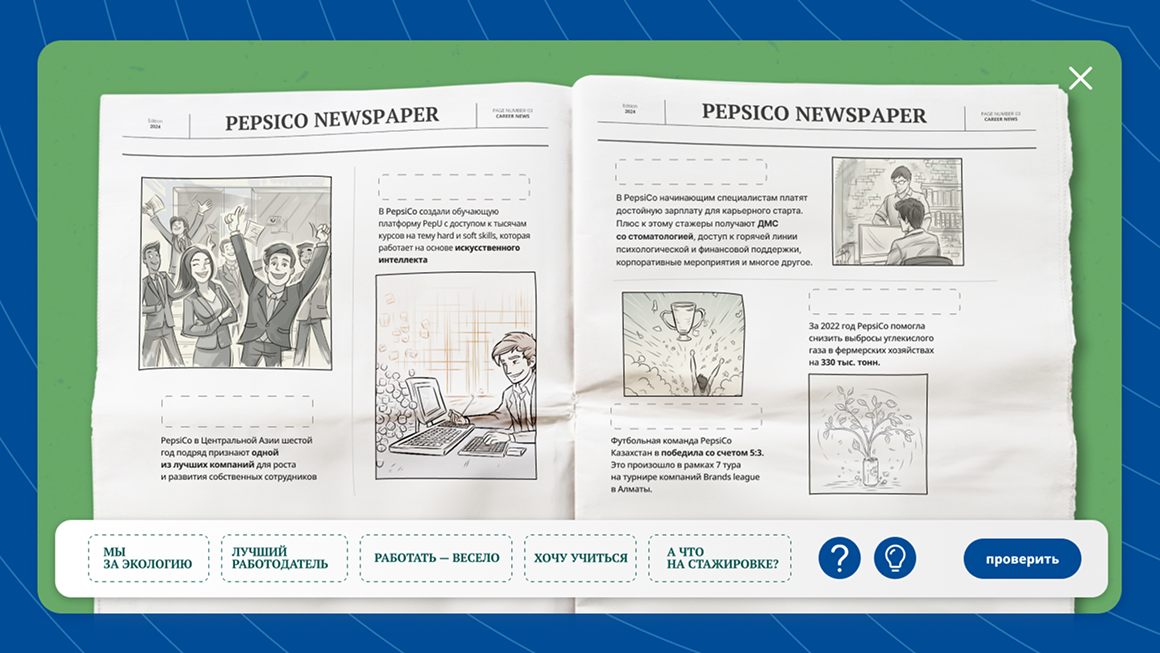 Edition
2024
PEPSICO NEWSPAPER
PAGE NUMBER 03
CAREER NEWS
PepsiCo в Центральной Азии шестой
год подряд признают одной
из лучших компаний для роста
и развития собственных сотрудников
В PepsiCo создали обучающую
платформу PepU с доступом к тысячам
курсов на тему hard и soft skills, которая
работает на основе искусственного
интеллекта
Edition
2024
PEPSICO NEWSPAPER
PAGE NUMBER 03
CAREER NEWS
В PepsiCo начинающим специалистам платят
достойную зарплату для карьерного старта.
Плюс к этому стажеры получают ДМС
со стоматологией, доступ к горячей линии
психологической и финансовой поддержки,
корпоративные мероприятия и многое другое.
Футбольная команда PepsiCo
Казахстан в победила со счетом 5:3.
Это произошло в рамках 7 тура
на турнире компаний Brands league
в Алматы.
За 2022 год PepsiCo помогла
снизить выбросы углекислого
газа в фермерских хозяйствах
на 330 тыс. тонн.
МЫ
ЗА ЭКОЛОГИЮ
ЛУЧШИЙ
РАБОТОДАТЕЛЬ
РАБОТАТЬ — ВЕСЕЛО
ХОЧУ УЧИТЬСЯ
А ЧТО
НА СТАЖИРОВКЕ?
?
проверить